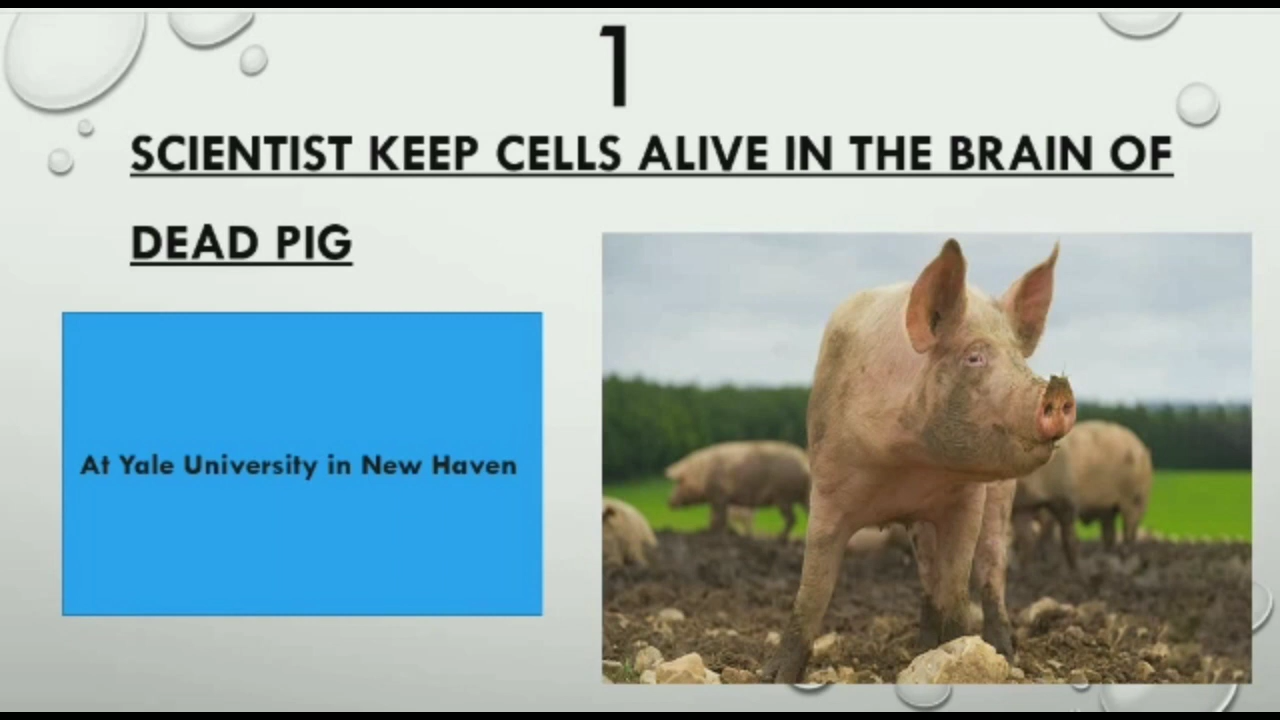 1
SCIENTIST KEEP CELLS ALIVE IN THE BRAIN OF
DEAD PIG
At Yale University in New Haven